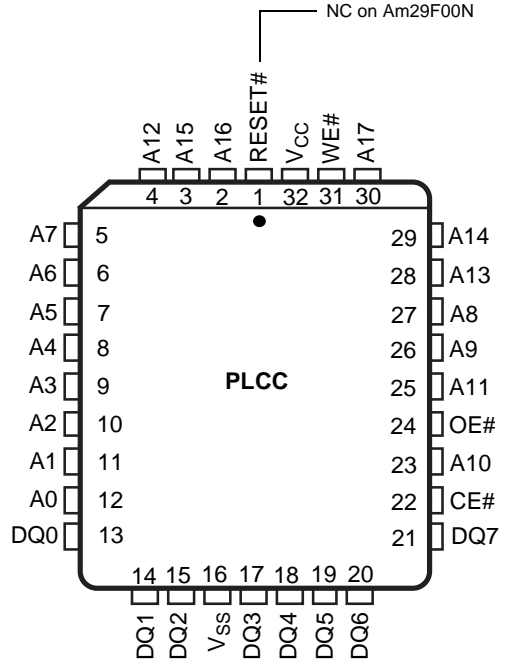 NC on Am29F00N
A12 A15 A16 RESET# VCC WE# A17
4 3 2 1 32 31 30
A7 5 29 A14
A6 6 28 A13
A5 7 27 A8
A4 8 26 A9
A3 9 PLCC 25 A11
A2 10 24 OE#
A1 11 23 A10
A0 12 22 CE#
DQ0 13 21 DQ7
14 15 16 17 18 19 20
DQ1 DQ2 VSS DQ3 DQ4 DQ5 DQ6